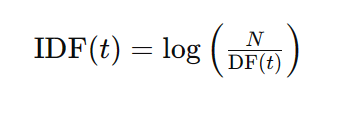 IDF(t) = log (N / DF(t))